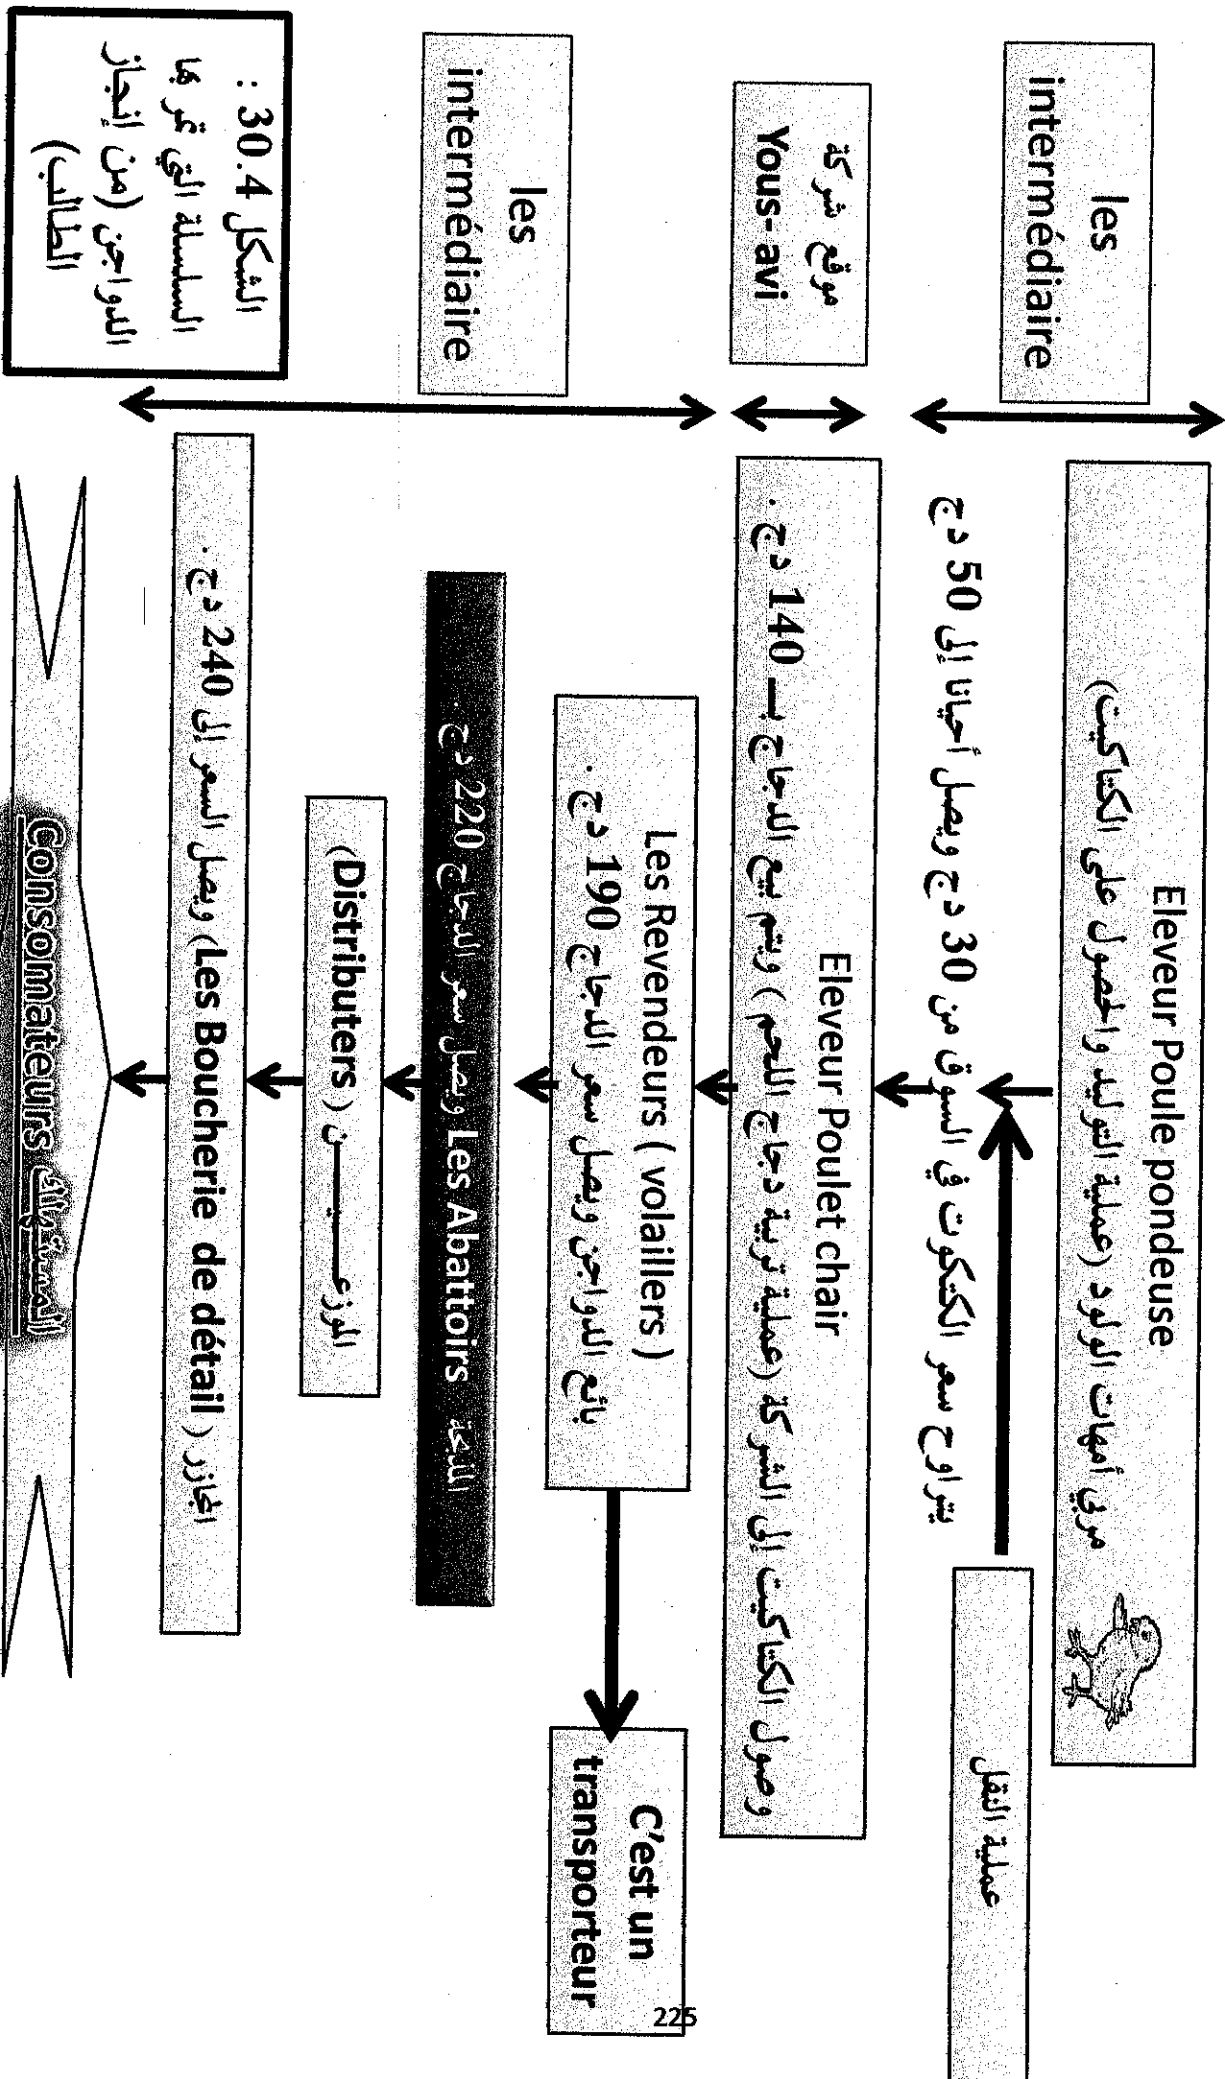 les
intermédiaire
Eleveur Poule pondeuse
مربي أمهات الولود (عملية التوليد والحصول على الكتاكيت)
عملية النقل
يتراوح سعر الكتكوت في السوق من 30 دج ويصل أحيانا إلى 50 دج
موقع شركة
Yous- avi
Eleveur Poulet chair
وصول الكتاكيت إلى الشركة (عملية تربية دجاج اللحم ) ويتم بيع الدجاج بـ 140 دج .
les
intermédiaire
Les Revendeurs ( volaillers )
بائع الدواجن ويصل سعر الدجاج 190 دج .
C'est un
transporteur
Les Abattoirs ويصل سعر الدجاج 220 دج .
الموزعــــــيـــــن ( Distributers)
المجازر ( Les Boucherie de détail) ويصل السعر إلى 240 دج .
Consomateurs المستهلك
الشكل 30.4 :
السلسلة التي تمر بها
الدواجن (من إنجاز
الطالب)
225